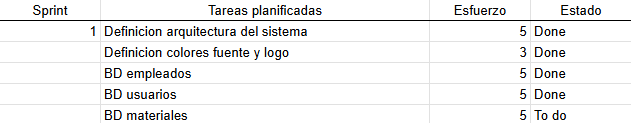 Sprint Tareas planificadas Esfuerzo Estado
1 Definicion arquitectura del sistema 5 Done
Definicion colores fuente y logo 3 Done
BD empleados 5 Done
BD usuarios 5 Done
BD materiales 5 To do